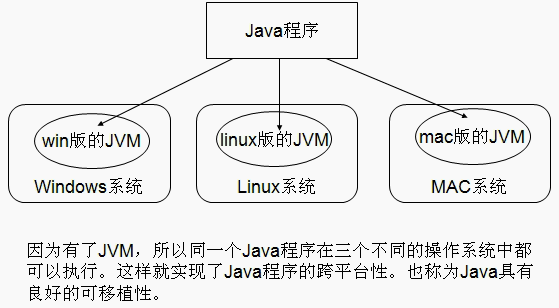 Java程序
win版的JVM
linux版的JVM
mac版的JVM
Windows系统
Linux系统
MAC系统
因为有了JVM，所以同一个Java程序在三个不同的操作系统中都
可以执行。这样就实现了Java程序的跨平台性。也称为Java具有
良好的可移植性。